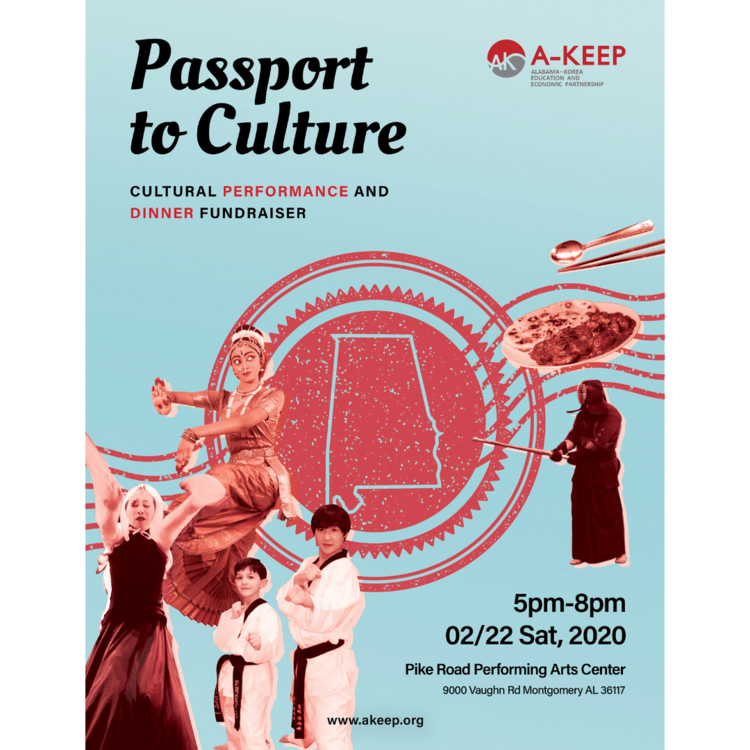 Passport
to Culture
CULTURAL PERFORMANCE AND
DINNER FUNDRAISER
AK
A-KEEP
ALABAMA-KOREA
EDUCATION AND
ECONOMIC PARTNERSHIP
5pm-8pm
02/22 Sat, 2020
Pike Road Performing Arts Center
9000 Vaughn Rd Montgomery AL 36117
www.akeep.org